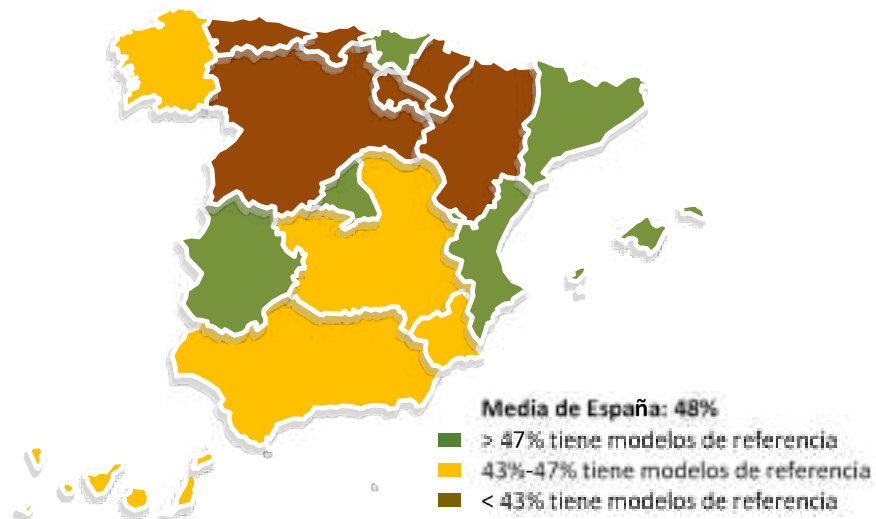 Media de España: 48%
> 47% tiene modelos de referencia
43%-47% tiene modelos de referencia
< 43% tiene modelos de referencia